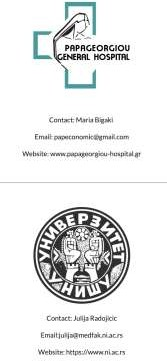 PAPAGEORGIOU
GENERAL HOSPITAL
Contact: Maria Bigaki
Email: papeconomic@gmail.com
Website: www.papageorgiou-hospital.gr
УНИВЕРЗИТЕТ
У НИШУ
Contact: Julija Radojicic
Email:julija@medfak.ni.ac.rs
Website: https://www.ni.ac.rs